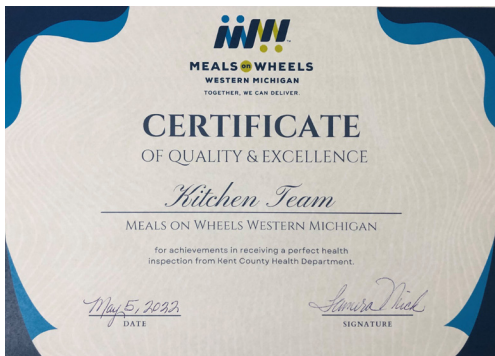 MEALS on WHEELS
WESTERN MICHIGAN
TOGETHER, WE CAN DELIVER.
CERTIFICATE
OF QUALITY & EXCELLENCE
Kitchen Team
MEALS ON WHEELS WESTERN MICHIGAN
for achievements in receiving a perfect health
inspection from Kent County Health Department.
May 5, 2022
DATE
SIGNATURE